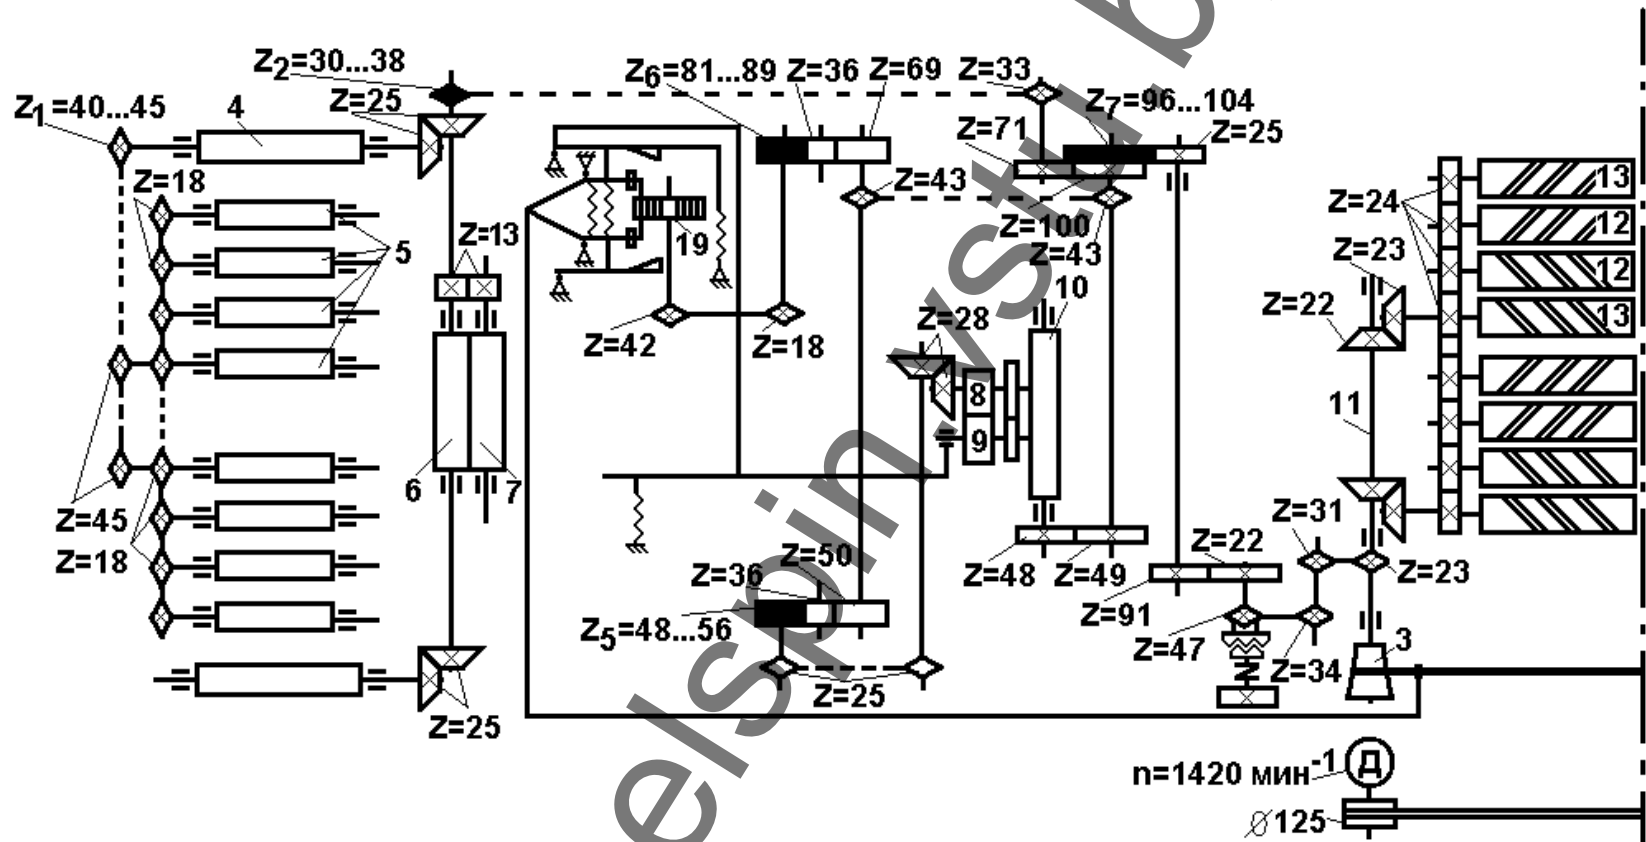 Z2=30...38
Z6=81...89 Z=36 Z=69 Z=33
Z1=40...45 4 Z=25 Z7=96...104
Z=71 Z=25
Z=18 Z=43 13
Z=24
Z=100 12
5 Z=13 19 Z=43 Z=23
12
10
Z=22 13
Z=42 Z=18 Z=28
8 11
9
6 7
Z=45 Z=31
Z=50 Z=22
Z=18 Z=36 Z=48 Z=49 Z=23
Z=91
Z5=48...56
Z=47 3
Z=34
Z=25
Z=25
n=1420 мин-1 Д
⌀125
elspin.vstu.b